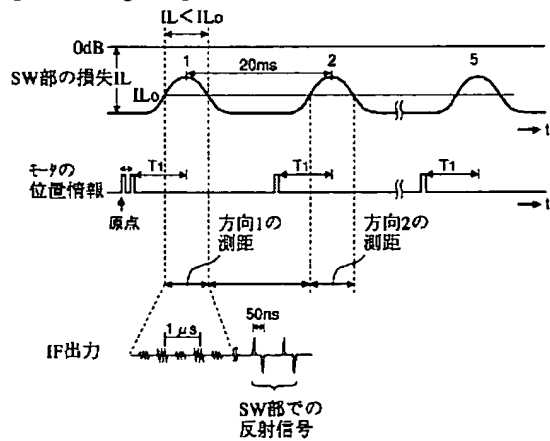 IL<ILo
0dB
SW部の損失IL
ILo
1
20ms
2
5
t
モータの
位置情報
T1
T1
T1
原点
t
方向1の
測距
方向2の
測距
IF出力
1μs
50ns
SW部での
反射信号